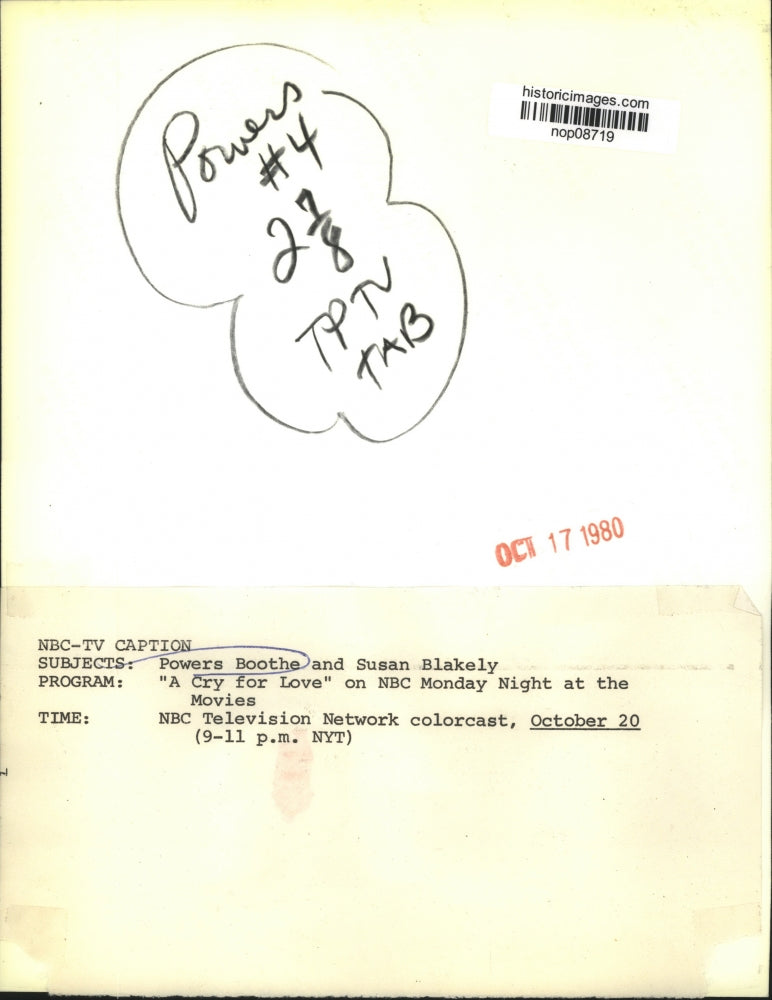 historicimages.com
nop08719
Powers
#4
2 7/8
TP TV
TAB
OCT 17 1980
NBC-TV CAPTION
SUBJECTS: Powers Boothe and Susan Blakely
PROGRAM: "A Cry for Love" on NBC Monday Night at the
Movies
TIME: NBC Television Network colorcast, October 20
(9-11 p.m. NYT)